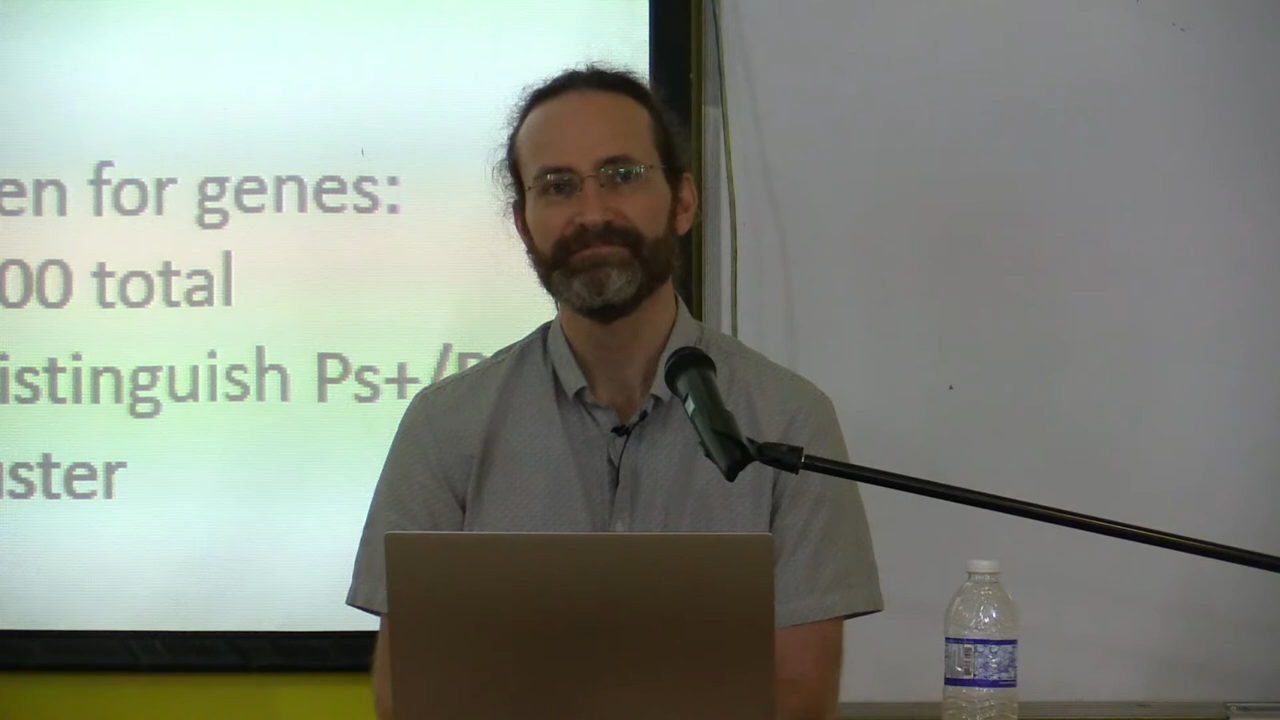 en for genes:
00 total
istinguish Ps+/
uster